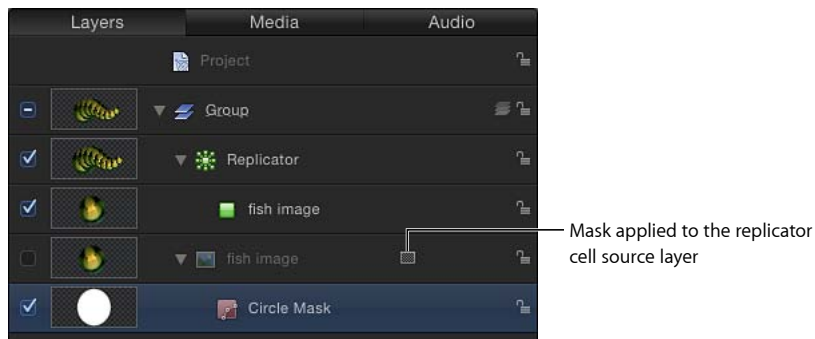 Layers Media Audio
Project
Group
Replicator
fish image
fish image
Mask applied to the replicator
cell source layer
Circle Mask